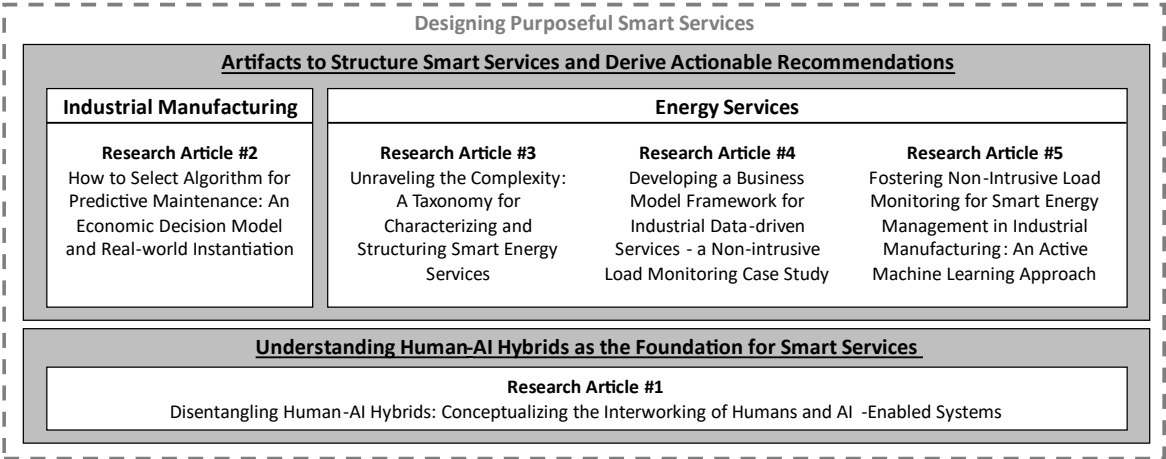 Designing Purposeful Smart Services
Artifacts to Structure Smart Services and Derive Actionable Recommendations
Industrial Manufacturing
Research Article #2
How to Select Algorithm for
Predictive Maintenance: An
Economic Decision Model
and Real-world Instantiation
Energy Services
Research Article #3
Unraveling the Complexity:
A Taxonomy for
Characterizing and
Structuring Smart Energy
Services
Research Article #4
Developing a Business
Model Framework for
Industrial Data-driven
Services - a Non-intrusive
Load Monitoring Case Study
Research Article #5
Fostering Non-Intrusive Load
Monitoring for Smart Energy
Management in Industrial
Manufacturing: An Active
Machine Learning Approach
Understanding Human-AI Hybrids as the Foundation for Smart Services
Research Article #1
Disentangling Human-AI Hybrids: Conceptualizing the Interworking of Humans and AI -Enabled Systems